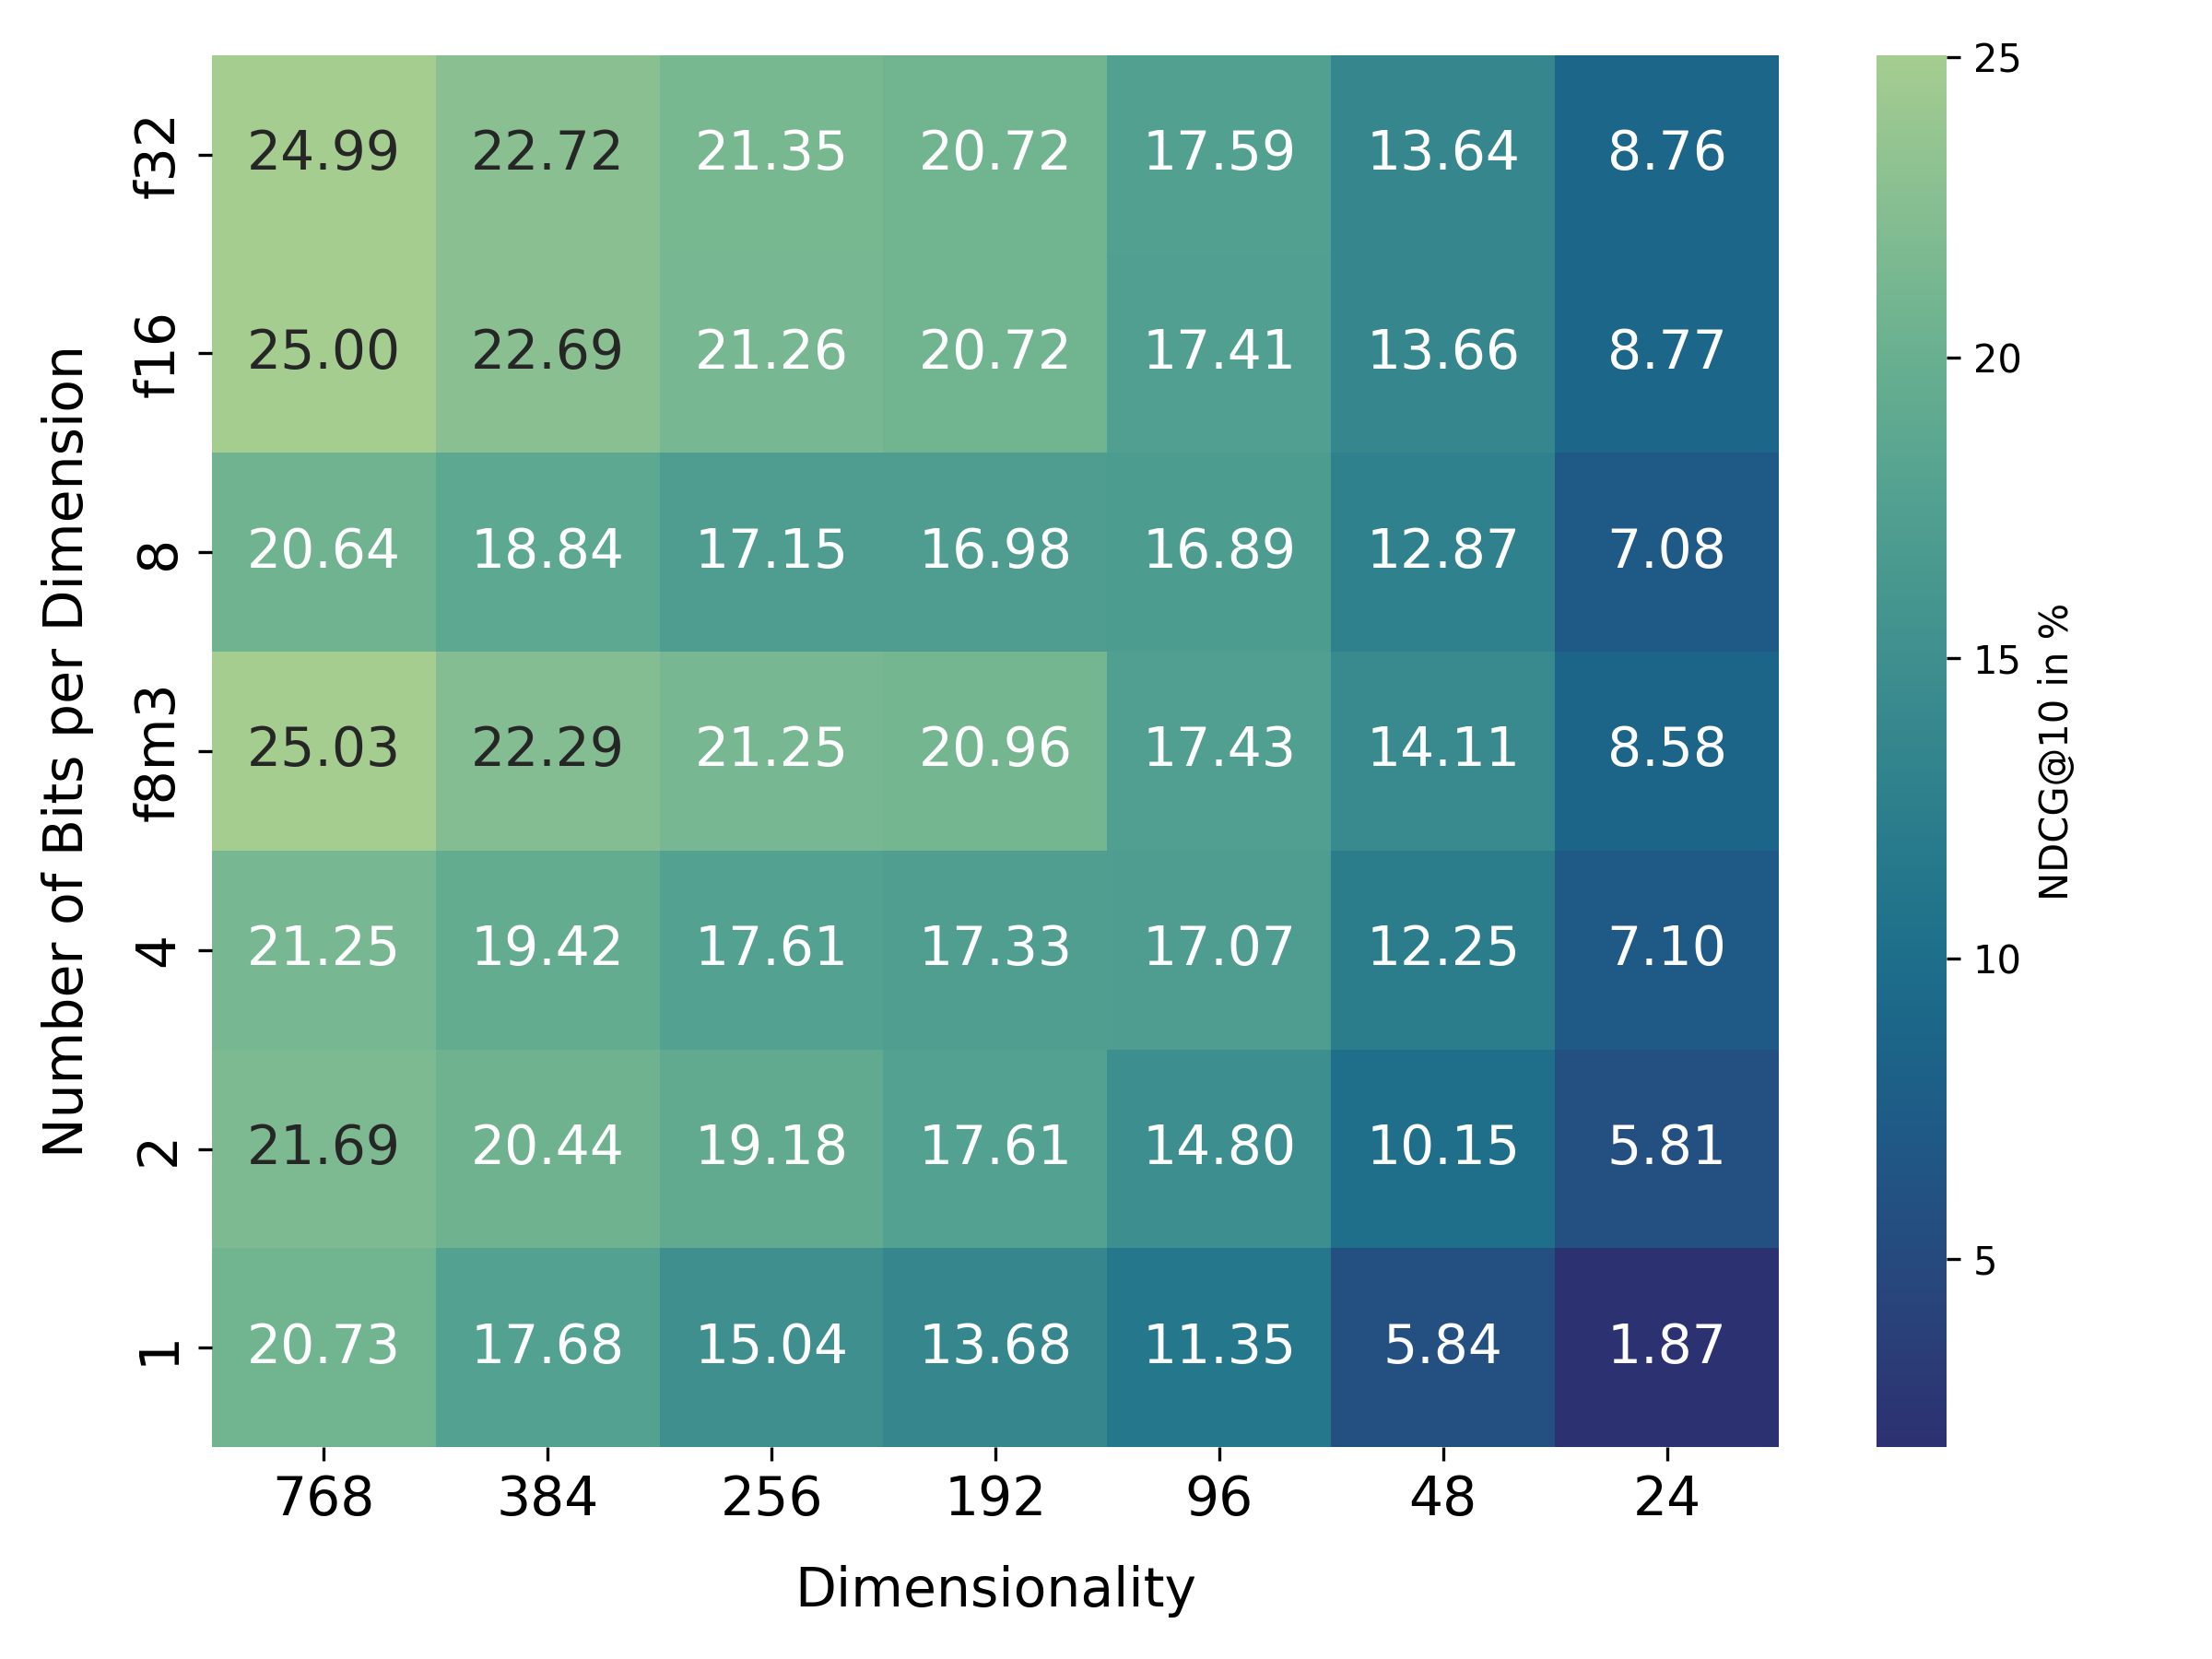 f32 24.99 22.72 21.35 20.72 17.59 13.64 8.76
f16 25.00 22.69 21.26 20.72 17.41 13.66 8.77
8 20.64 18.84 17.15 16.98 16.89 12.87 7.08
f8m3 25.03 22.29 21.25 20.96 17.43 14.11 8.58
4 21.25 19.42 17.61 17.33 17.07 12.25 7.10
2 21.69 20.44 19.18 17.61 14.80 10.15 5.81
1 20.73 17.68 15.04 13.68 11.35 5.84 1.87
768 384 256 192 96 48 24
Dimensionality
Number of Bits per Dimension
25
20
15
10
5
NDCG@10 in %